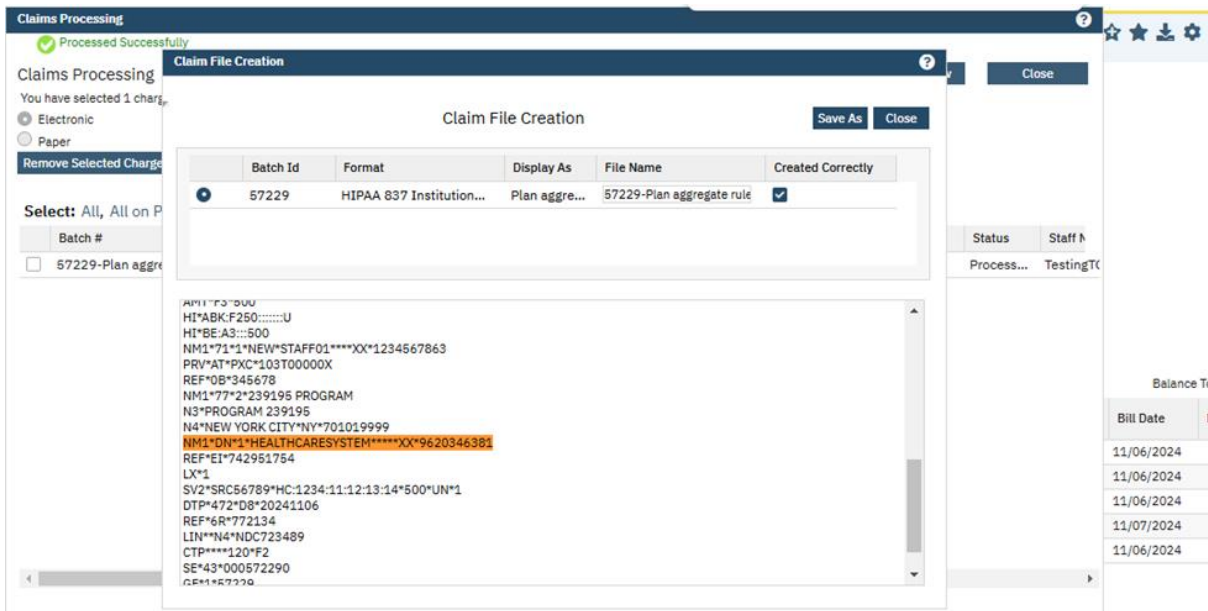 Claims Processing
Processed Successfully
Claims Processing
You have selected 1 charg
Electronic
Paper
Remove Selected Charge
Close
Select: All, All on P
Batch #
Status
Staff N
57229-Plan aggre
Process...
TestingT
Claim File Creation
Claim File Creation
Save As
Close
Batch Id
Format
Display As
File Name
Created Correctly
57229
HIPAA 837 Institution...
Plan aggre...
57229-Plan aggregate rule
AMT*F3*500
HI*ABK:F250:::::::U
HI*BE:A3:::500
NM1*71*1*NEW*STAFF01****XX*1234567863
PRV*AT*PXC*103T00000X
REF*0B*345678
NM1*77*2*239195 PROGRAM
N3*PROGRAM 239195
N4*NEW YORK CITY*NY*701019999
NM1*DN*1*HEALTHCARESYSTEM*****XX*9620346381
REF*EI*742951754
LX*1
SV2*SRC56789*HC:1234:11:12:13:14*500*UN*1
DTP*472*D8*20241106
REF*6R*772134
LIN**N4*NDC723489
CTP****120*F2
SE*43*000572290
GE*1*57229
Balance T
Bill Date
11/06/2024
11/06/2024
11/06/2024
11/07/2024
11/06/2024